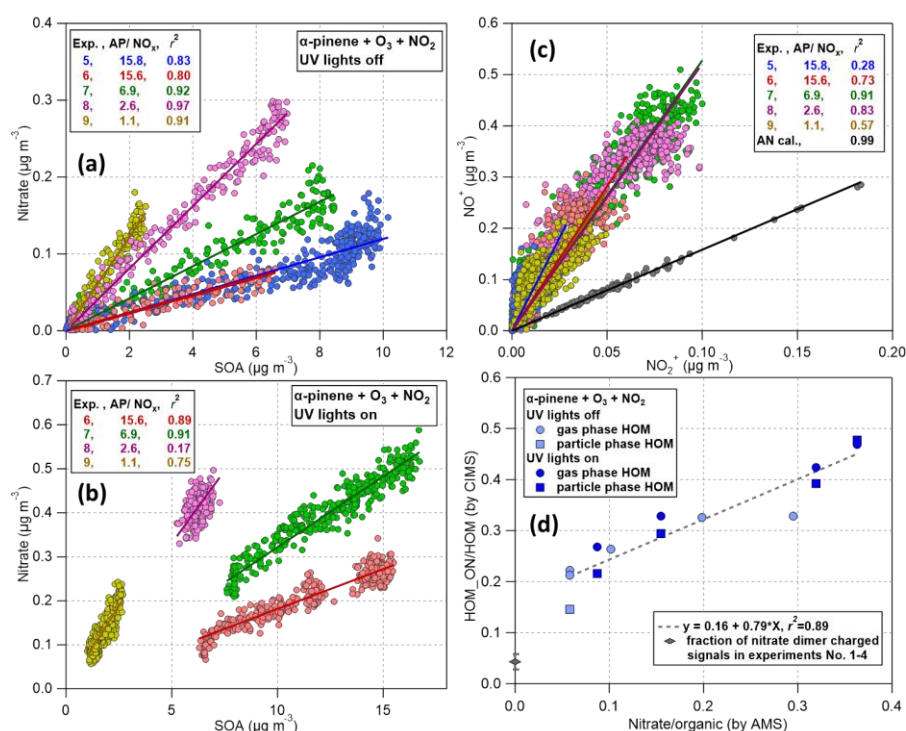 Exp. , AP/ NOx, r2
5, 15.8, 0.83
6, 15.6, 0.80
7, 6.9, 0.92
8, 2.6, 0.97
9, 1.1, 0.91
α-pinene + O3 + NO2
UV lights off
(a)
Nitrate (µg m-3)
0.4
0.3
0.2
0.1
0.0
0 2 4 6 8 10 12
SOA (µg m-3)
(c)
Exp. , AP/ NOx, r2
5, 15.8, 0.28
6, 15.6, 0.73
7, 6.9, 0.91
8, 2.6, 0.83
9, 1.1, 0.57
AN cal., 0.99
NO+ (µg m-3)
0.6
0.5
0.4
0.3
0.2
0.1
0.0
0.00 0.05 0.10 0.15 0.20
NO2+ (µg m-3)
Exp. , AP/ NOx, r2
6, 15.6, 0.89
7, 6.9, 0.91
8, 2.6, 0.17
9, 1.1, 0.75
α-pinene + O3 + NO2
UV lights on
(b)
Nitrate (µg m-3)
0.7
0.6
0.5
0.4
0.3
0.2
0.1
0.0
0 5 10 15
SOA (µg m-3)
α-pinene + O3 + NO2
UV lights off
gas phase HOM
particle phase HOM
UV lights on
gas phase HOM
particle phase HOM
(d)
y = 0.16 + 0.79*X, r2=0.89
fraction of nitrate dimer charged
signals in experiments No. 1-4
HOM_ON/HOM (by CIMS)
0.6
0.5
0.4
0.3
0.2
0.1
0.0
0.0 0.1 0.2 0.3 0.4
Nitrate/organic (by AMS)